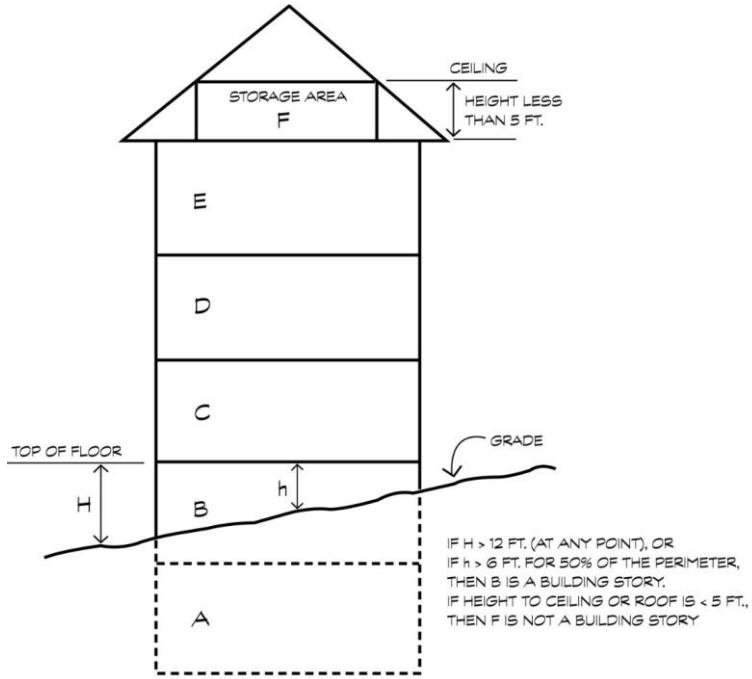 CEILING
STORAGE AREA
F
HEIGHT LESS
THAN 5 FT.
E
D
C
TOP OF FLOOR
GRADE
H
h
B
IF H > 12 FT. (AT ANY POINT), OR
IF h > 6 FT. FOR 50% OF THE PERIMETER,
THEN B IS A BUILDING STORY.
IF HEIGHT TO CEILING OR ROOF IS < 5 FT.,
THEN F IS NOT A BUILDING STORY
A